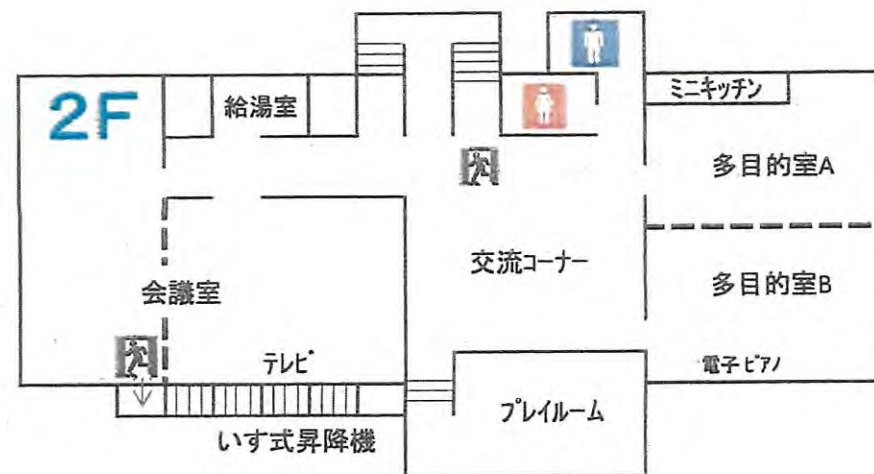 2F
給湯室
ミニキッチン
多目的室A
交流コーナー
会議室
多目的室B
テレビ
電子ピアノ
プレイルーム
いす式昇降機